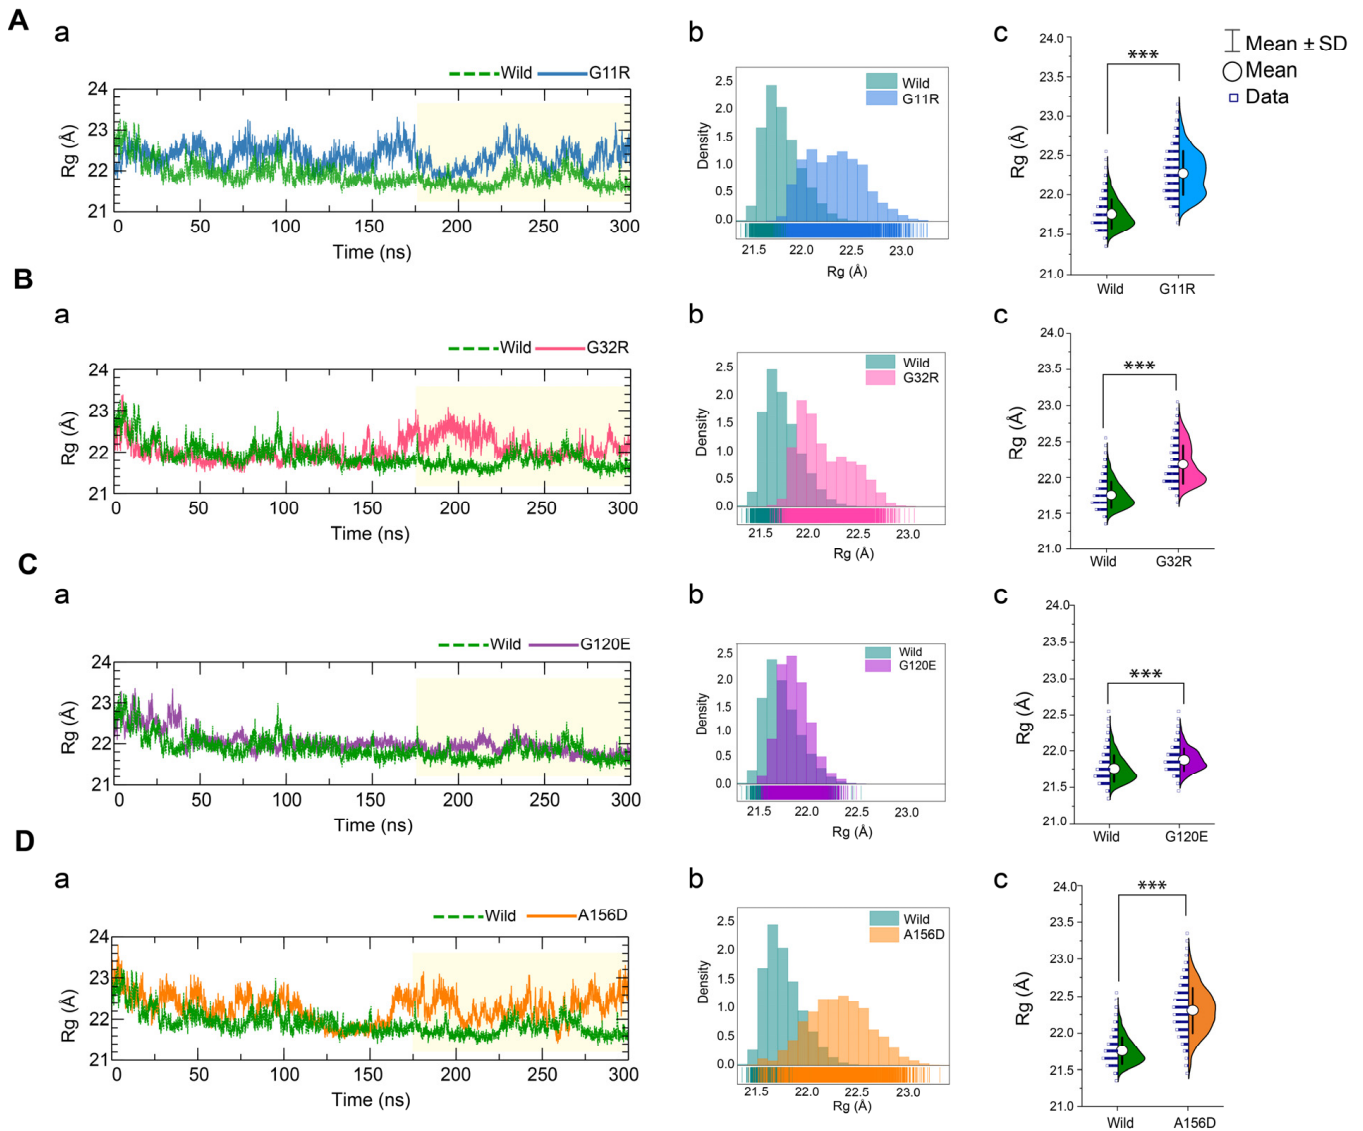 A
a
Wild G11R
24
23
22
21
Rg (Å)
0 50 100 150 200 250 300
Time (ns)
b
Wild
G11R
2.5
2.0
1.5
1.0
0.5
0.0
Density
21.5 22.0 22.5 23.0
Rg (Å)
c
24.0
23.5
23.0
22.5
22.0
21.5
21.0
Rg (Å)
***
Wild G11R
Mean ± SD
Mean
Data
B
a
Wild G32R
24
23
22
21
Rg (Å)
0 50 100 150 200 250 300
Time (ns)
b
Wild
G32R
2.5
2.0
1.5
1.0
0.5
0.0
Density
21.5 22.0 22.5 23.0
Rg (Å)
c
24.0
23.5
23.0
22.5
22.0
21.5
21.0
Rg (Å)
***
Wild G32R
C
a
Wild G120E
24
23
22
21
Rg (Å)
0 50 100 150 200 250 300
Time (ns)
b
Wild
G120E
2.5
2.0
1.5
1.0
0.5
0.0
Density
21.5 22.0 22.5 23.0
Rg (Å)
c
24.0
23.5
23.0
22.5
22.0
21.5
21.0
Rg (Å)
***
Wild G120E
D
a
Wild A156D
24
23
22
21
Rg (Å)
0 50 100 150 200 250 300
Time (ns)
b
Wild
A156D
2.5
2.0
1.5
1.0
0.5
0.0
Density
21.5 22.0 22.5 23.0
Rg (Å)
c
24.0
23.5
23.0
22.5
22.0
21.5
21.0
Rg (Å)
***
Wild A156D